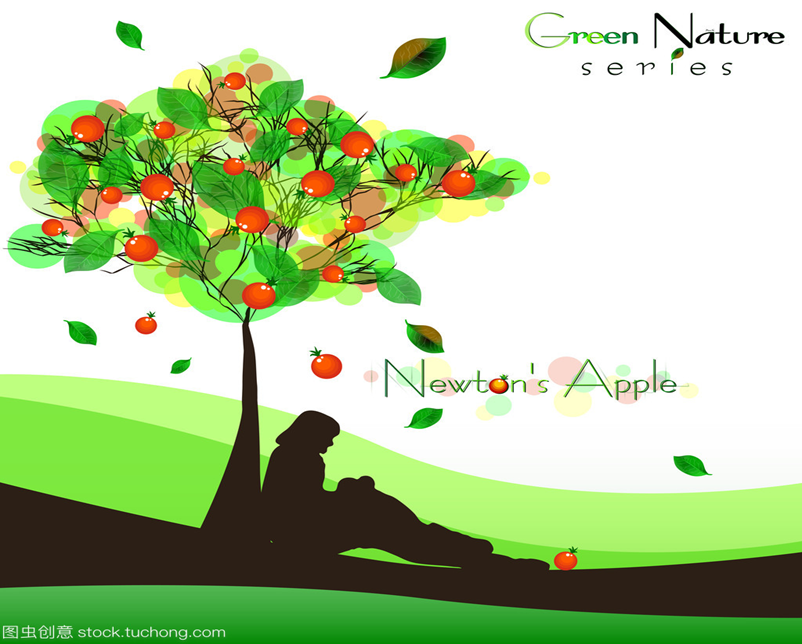 Green Nature
series
Newton's Apple
图虫创意 stock.tuchong.com